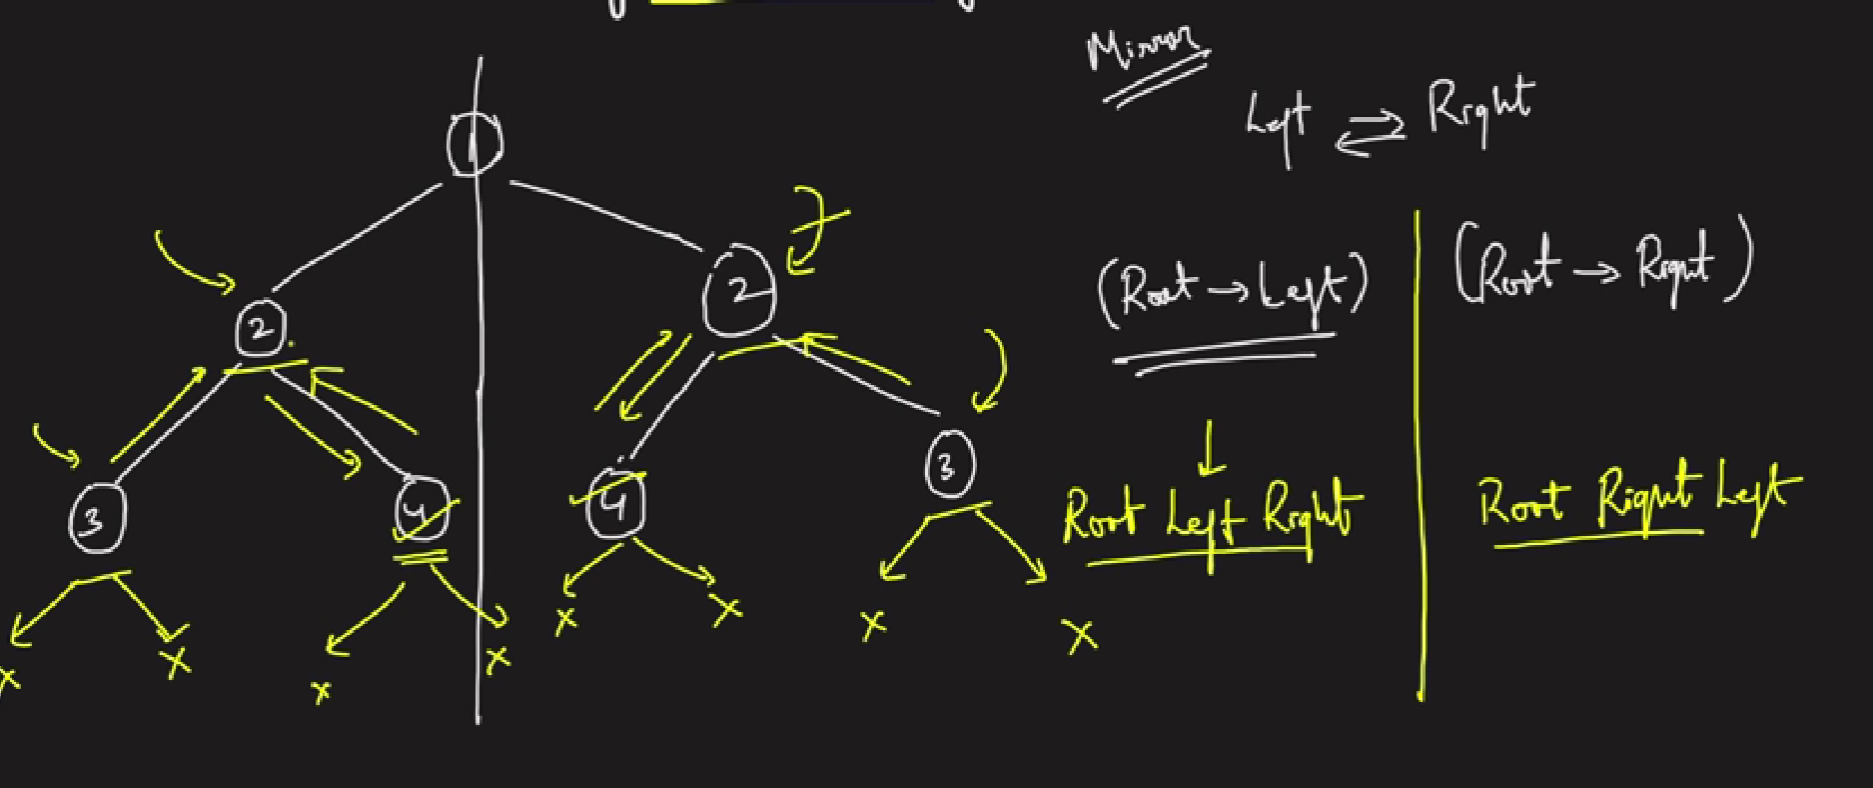 Mirror
Left ⇄ Right
1
2
2
(Root → Left)
(Root → Right)
3
4
4
3
Root Left Right
Root Right Left
x
x
x
x
x
x
x
x